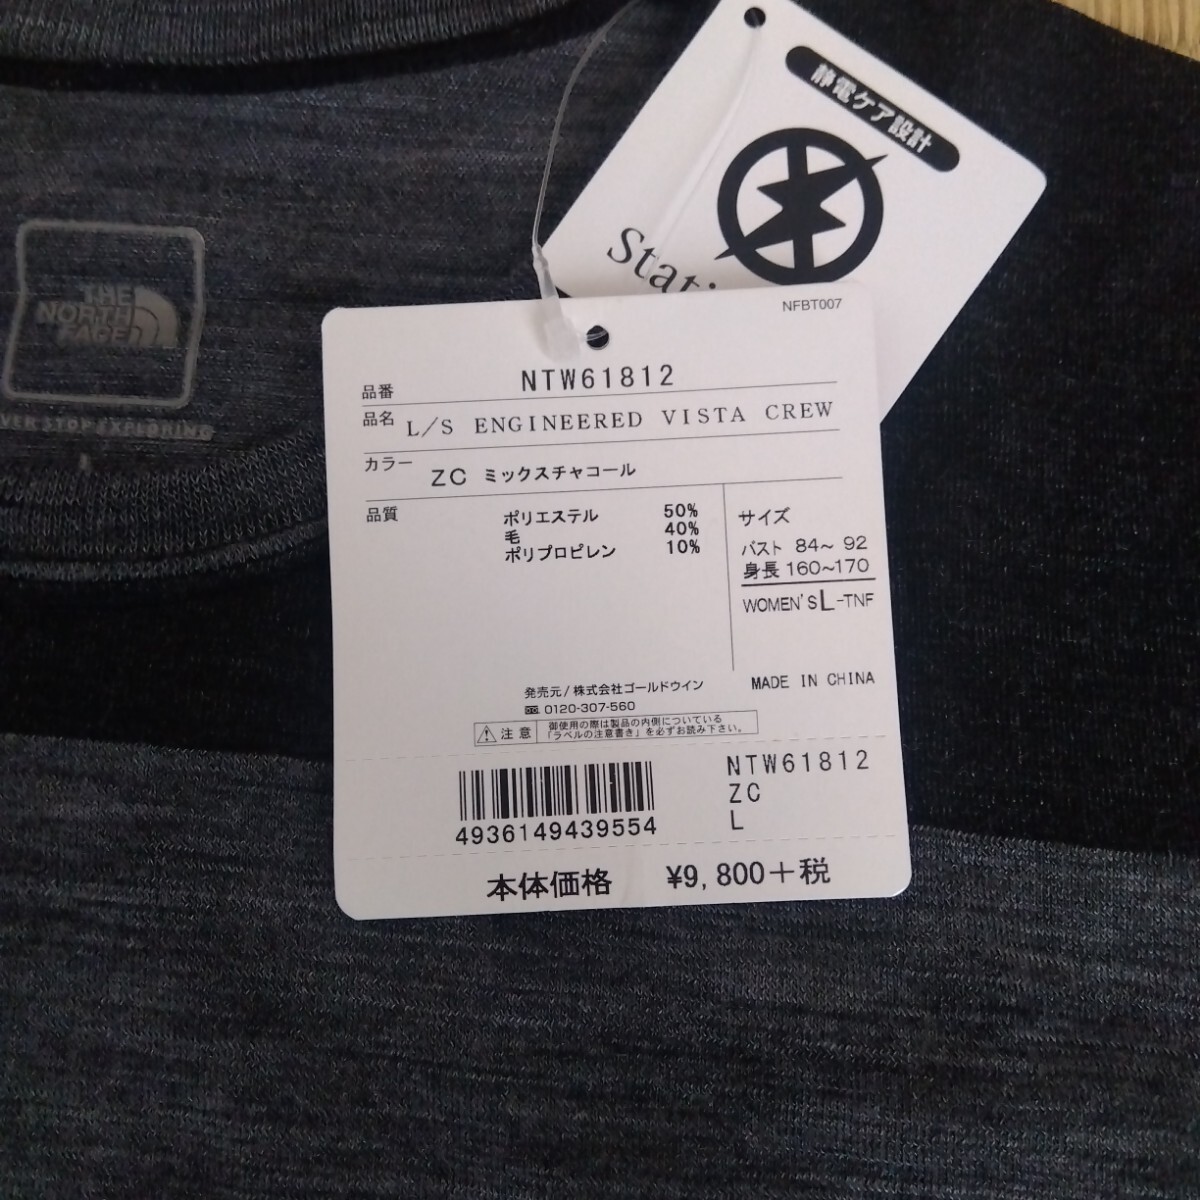 静電ケア設計
Stati
THE
NORTH
FACE
VER STOP EXPLORING
NFBT007
品番 NTW61812
品名 L/S ENGINEERED VISTA CREW
カラー ZC ミックスチャコール
品質 ポリエステル 50%
毛 40%
ポリプロピレン 10%
サイズ
バスト 84~ 92
身長 160~170
WOMEN'S L-TNF
MADE IN CHINA
発売元/株式会社ゴールドウイン
0120-307-560
注意 御使用の際は製品の内側についている
「ラベルの注意書き」を必ずお読み下さい。
NTW61812
ZC
L
4936149439554
本体価格 ¥9,800+税